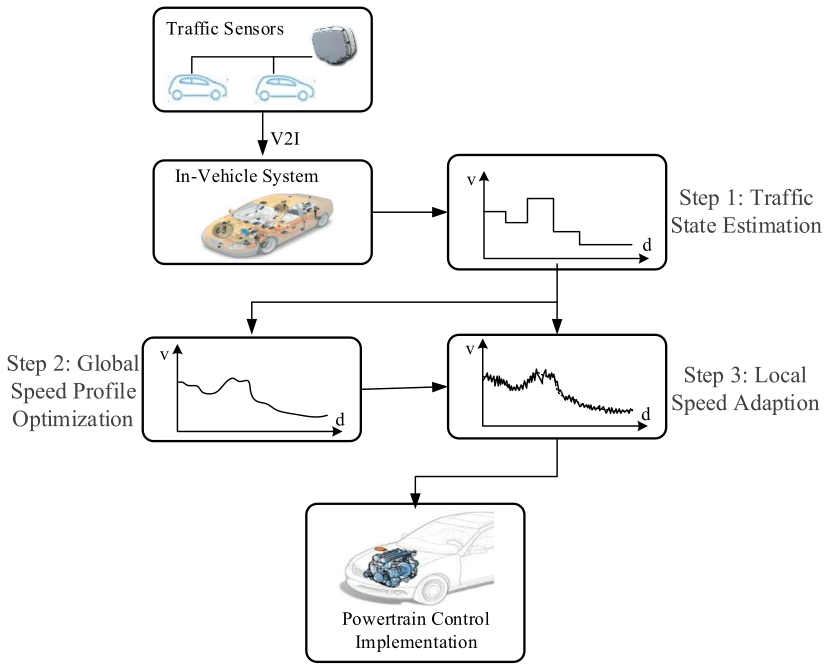 Traffic Sensors
V2I
In-Vehicle System
v
d
Step 1: Traffic
State Estimation
Step 2: Global
Speed Profile
Optimization
v
d
v
d
Step 3: Local
Speed Adaption
Powertrain Control
Implementation